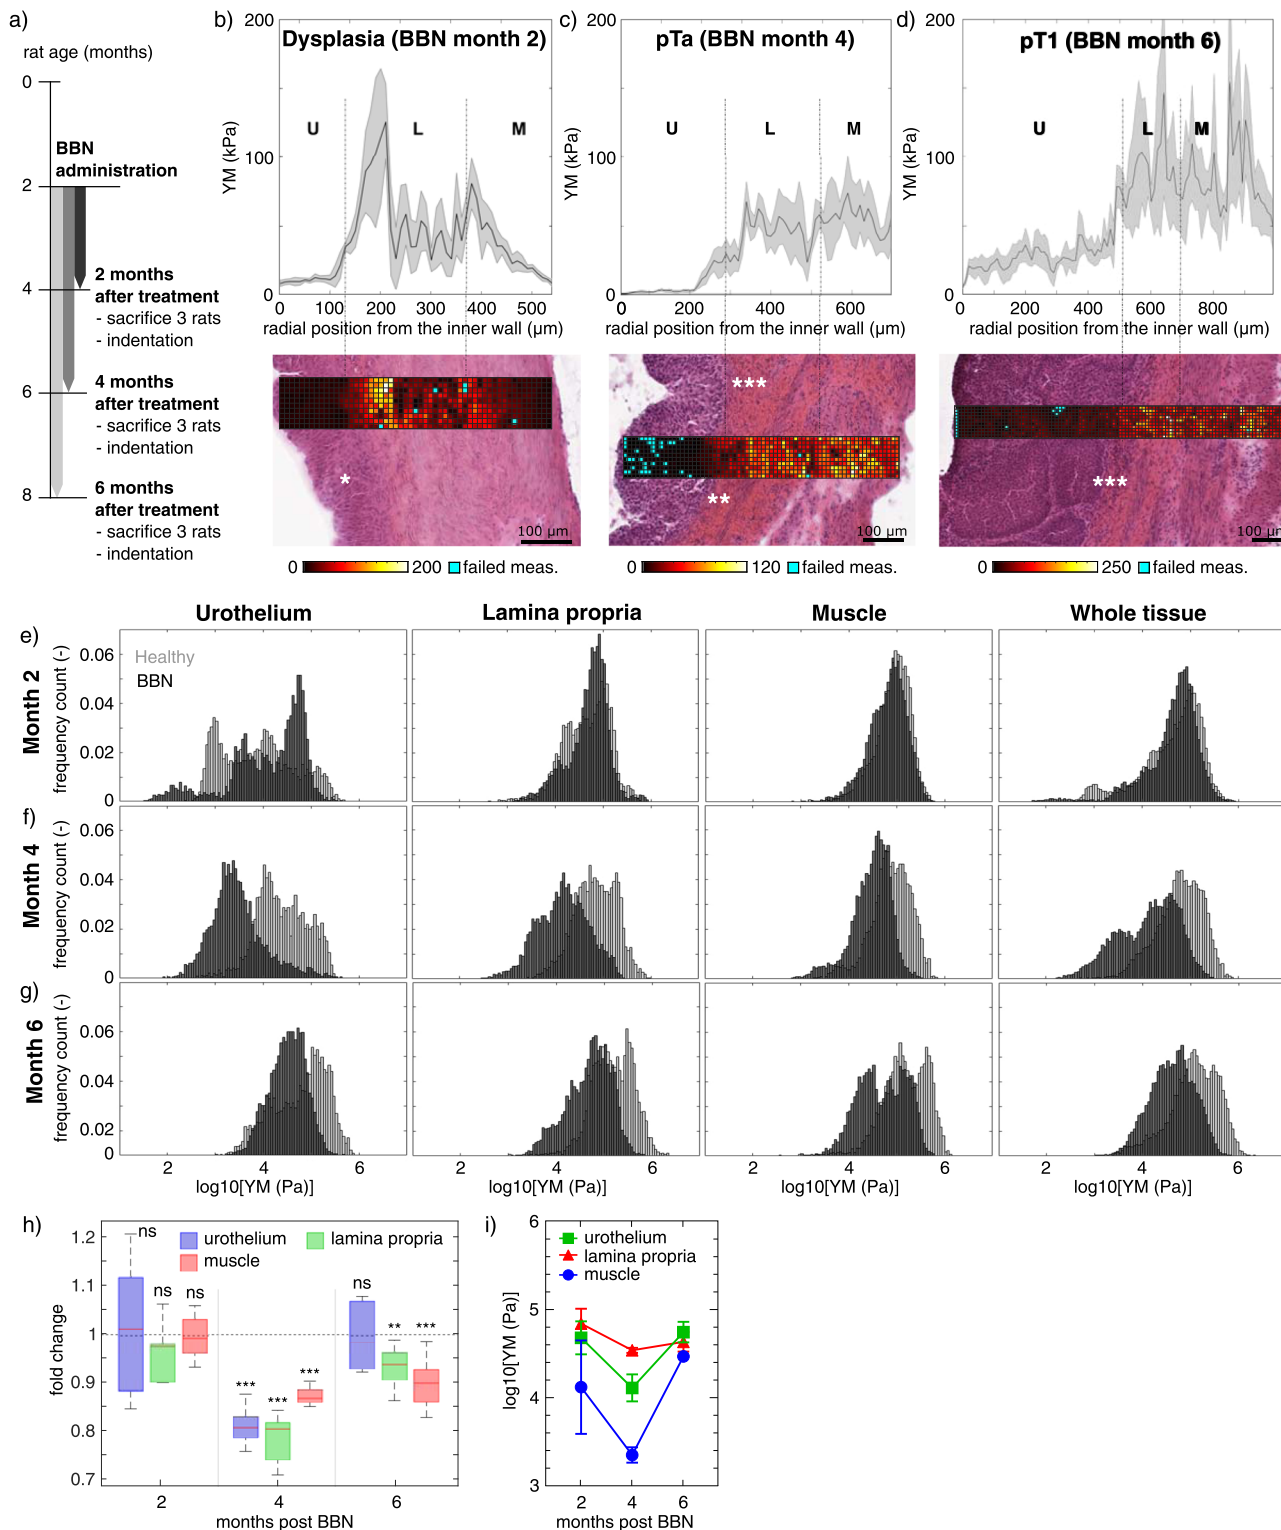 a)
rat age (months)
0
BBN
administration
2
2 months
after treatment
- sacrifice 3 rats
- indentation
4
4 months
after treatment
- sacrifice 3 rats
- indentation
6
6 months
after treatment
- sacrifice 3 rats
- indentation
8
b)
Dysplasia (BBN month 2)
YM (kPa)
200
100
0
U L M
0 100 200 300 400 500
radial position from the inner wall (µm)
*
100 µm
0 200 failed meas.
c)
pTa (BBN month 4)
YM (kPa)
200
100
0
U L M
0 200 400 600
radial position from the inner wall (µm)
***
**
100 µm
0 120 failed meas.
d)
pT1 (BBN month 6)
YM (kPa)
200
100
0
U L M
0 200 400 600 800
radial position from the inner wall (µm)
***
100 µm
0 250 failed meas.
Urothelium Lamina propria Muscle Whole tissue
e)
Month 2
frequency count (-)
0.06
0.04
0.02
0
Healthy
BBN
f)
Month 4
frequency count (-)
0.06
0.04
0.02
0
g)
Month 6
frequency count (-)
0.06
0.04
0.02
0
2 4 6 2 4 6 2 4 6 2 4 6
log10[YM (Pa)] log10[YM (Pa)] log10[YM (Pa)] log10[YM (Pa)]
h)
fold change
1.2
1.1
1
0.9
0.8
0.7
urothelium lamina propria
muscle
ns ns ns
*** *** ***
ns ** ***
2 4 6
months post BBN
i)
log10[YM (Pa)]
6
5
4
3
urothelium
lamina propria
muscle
2 4 6
months post BBN